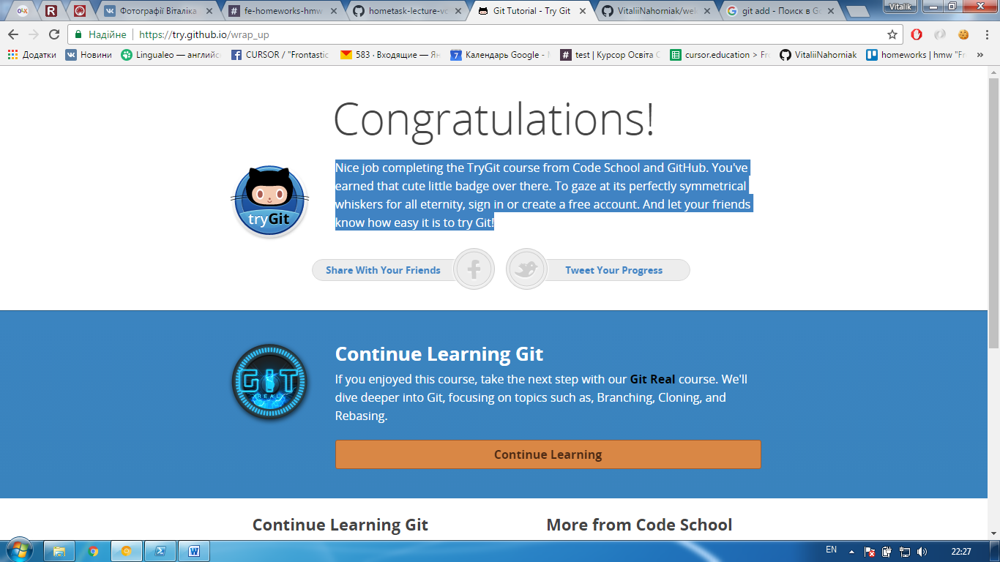 Фотографії Віталіка
fe-homeworks-hmw
hometask-lecture-vc
Git Tutorial - Try Git
VitaliiNahorniak/wel
git add - Поиск в Go
Vitalik
Надійне
https://try.github.io/wrap_up
Додатки
Новини
Lingualeo — английс
CURSOR / "Frontastic
583 · Входящие — Ян
Календарь Google -
test | Курсор Освіта
cursor.education > Fr
VitaliiNahorniak
homeworks | hmw "Fr
»
Congratulations!
Nice job completing the TryGit course from Code School and GitHub. You've
earned that cute little badge over there. To gaze at its perfectly symmetrical
whiskers for all eternity, sign in or create a free account. And let your friends
know how easy it is to try Git!
tryGit
Share With Your Friends
Tweet Your Progress
Continue Learning Git
If you enjoyed this course, take the next step with our Git Real course. We'll
dive deeper into Git, focusing on topics such as, Branching, Cloning, and
Rebasing.
GIT
REAL
Continue Learning
Continue Learning Git
More from Code School
EN
22:27